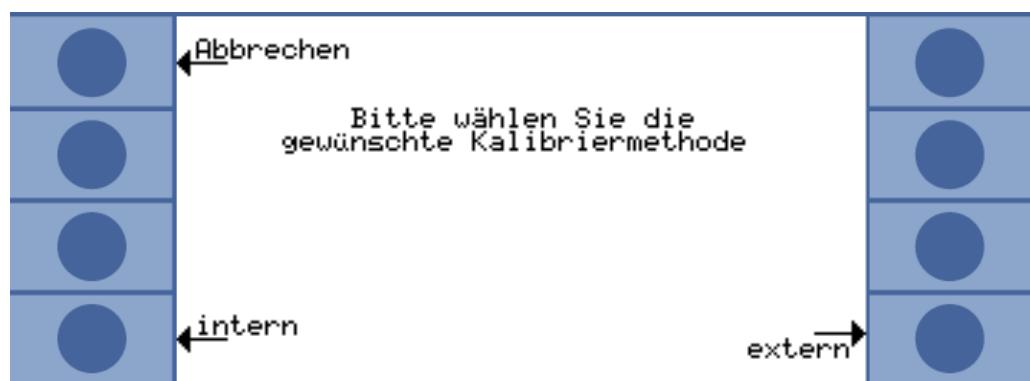 Abbrechen
Bitte wählen Sie die
gewünschte Kalibriermethode
intern
extern